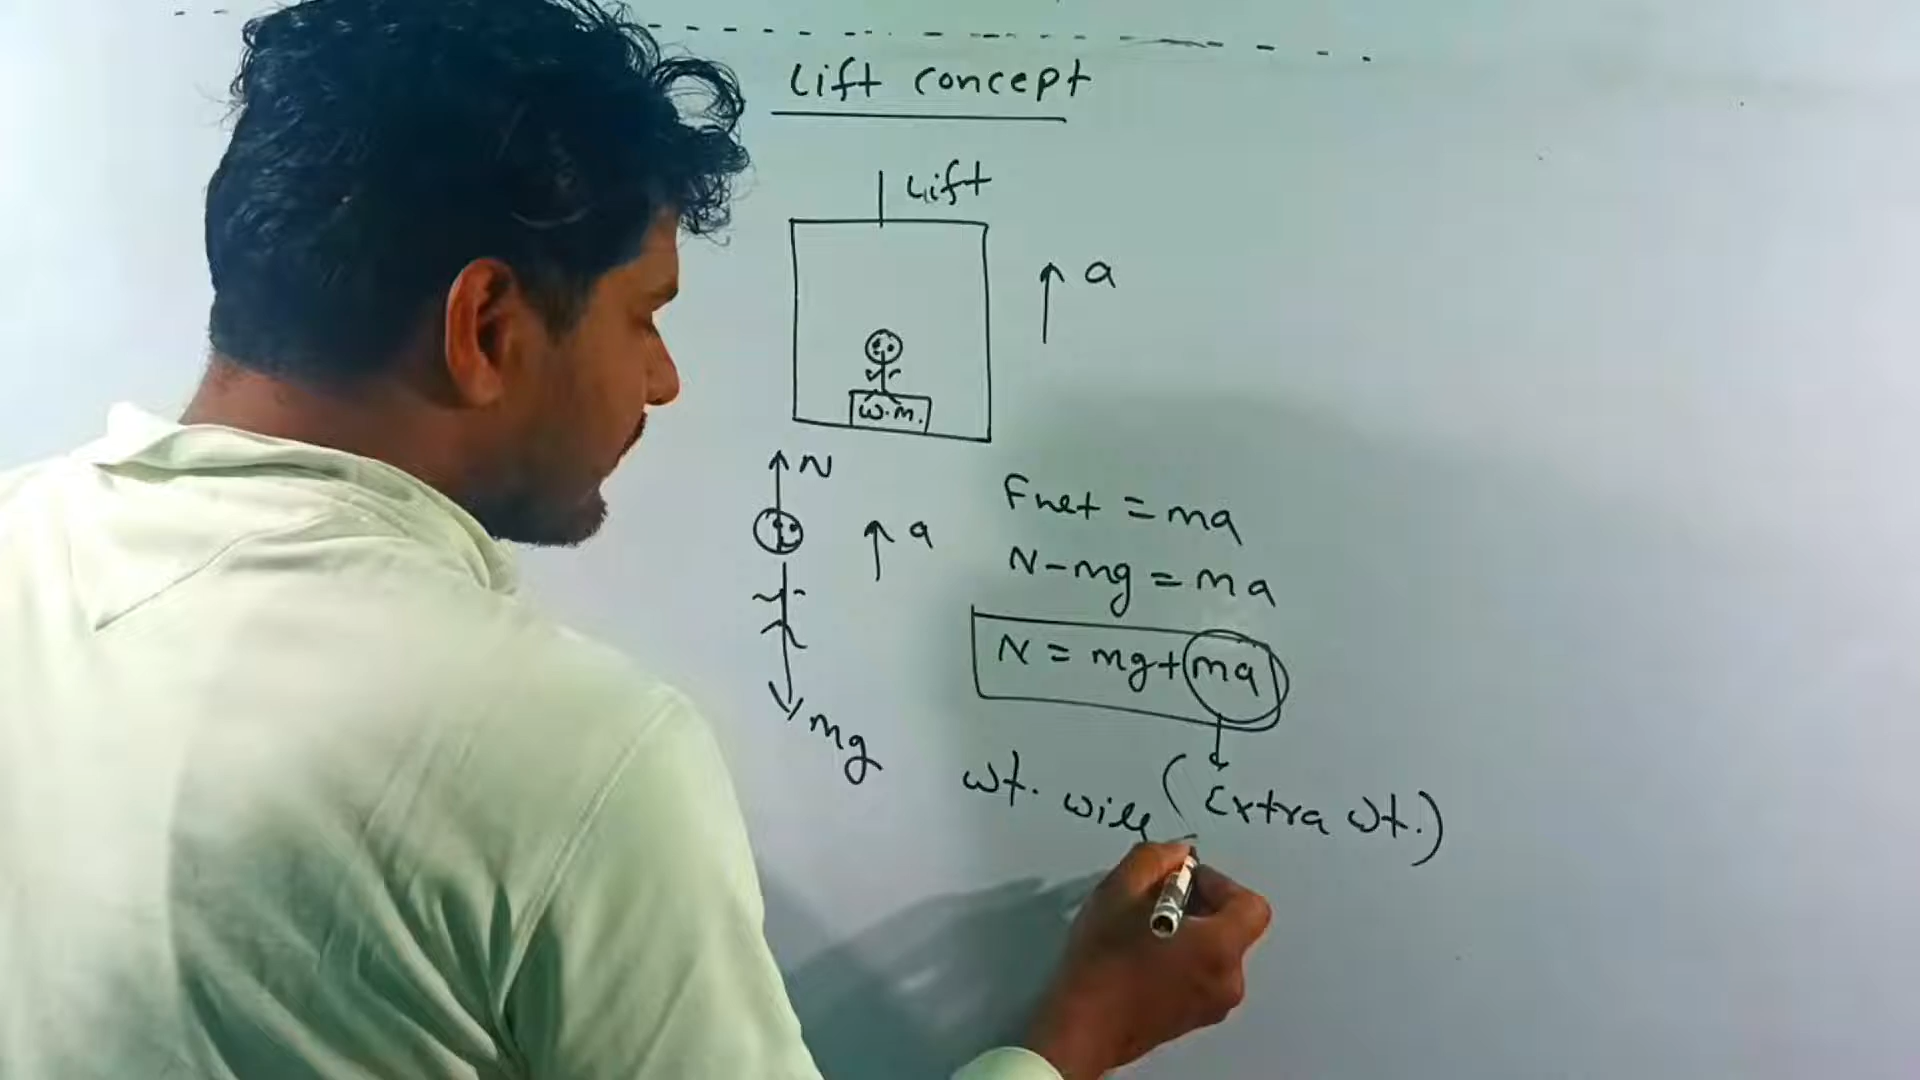 Lift concept
Lift
a
w.m.
N
a
mg
Fnet = ma
N-mg = ma
N = mg+ma
(Extra wt.)
wt. will